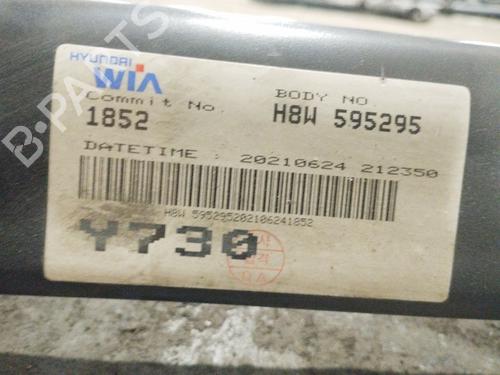 HYUNDAI
WIA
Commit No.
1852
BODY NO.
H8W 595295
DATETIME : 20210624 212350
H8W 595295202106241852
Y730
B-PARTS